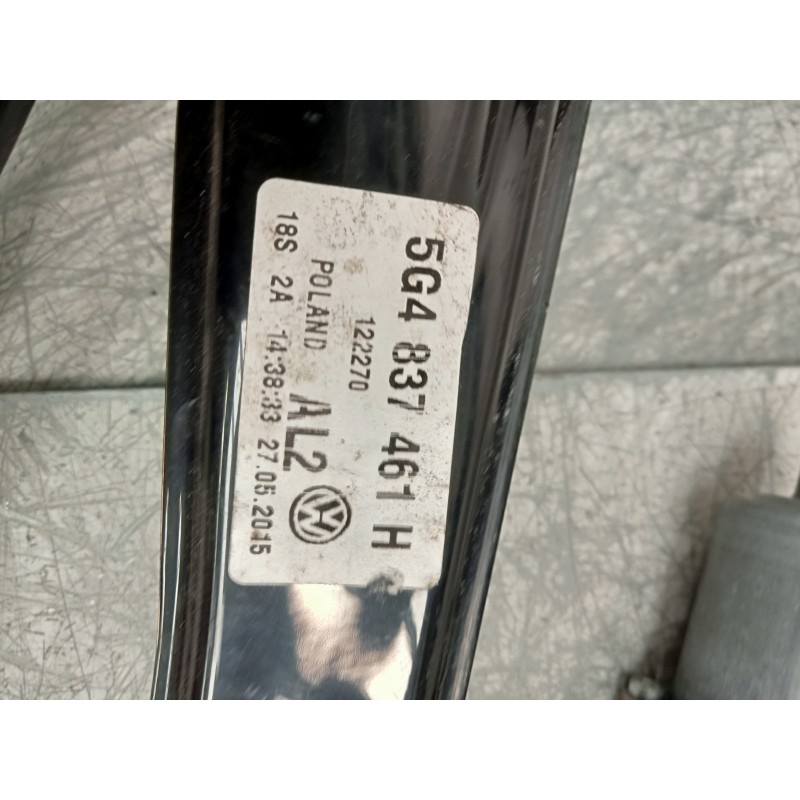 5G4 837 461 H
122270
POLAND AL2
18S 2A 14:38:33 27.05.2015